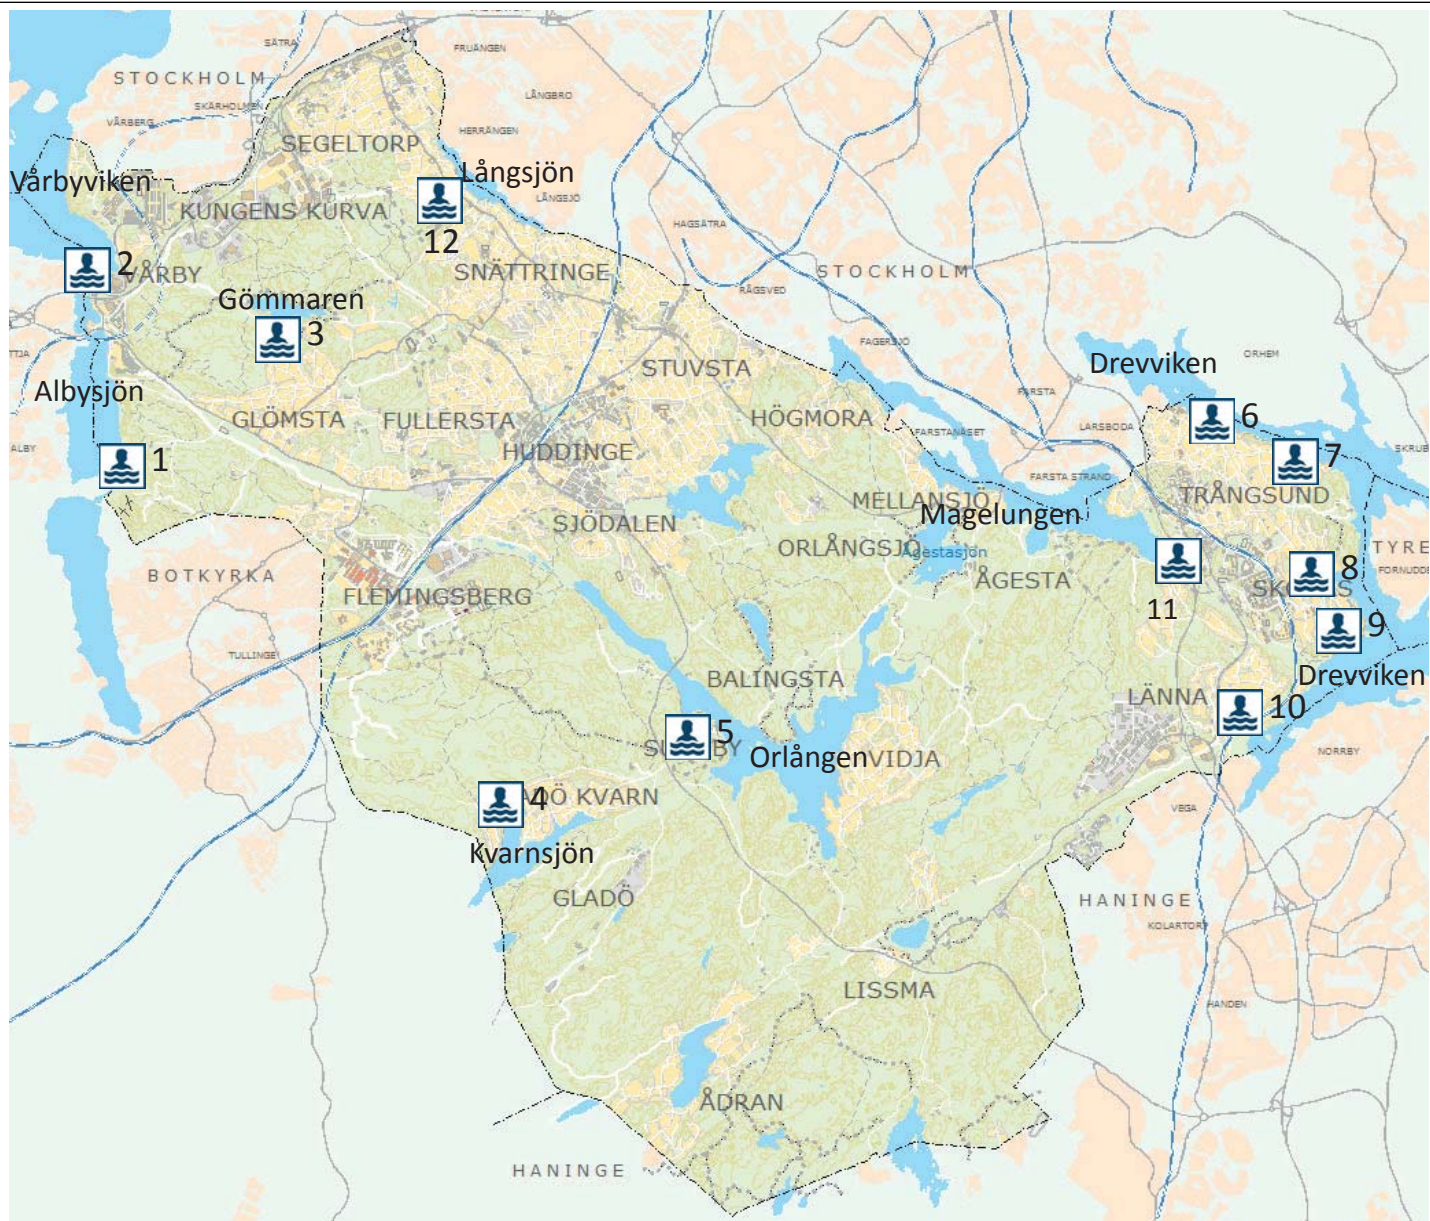 SÄTRA
FRUÄNGEN
STOCKHOLM
LÅNGBRO
SKÄRHOLMEN
VÅRBERG
HERRÄNGEN
SEGELTORP
Långsjön
Vårbyviken
LÅNGSJÖ
KUNGENS KURVA
HAGSÄTRA
12
2
VÅRBY
SNÄTTRINGE
STOCKHOLM
RÅGSVED
Gömmaren
3
FAGERSJÖ
ORHEM
Drevviken
STUVSTA
Albysjön
FARSTA
GLÖMSTA
FULLERSTA
HÖGMORA
6
LARSBODA
FARSTANÄSET
ALBY
HUDDINGE
1
7
FARSTA STRAND
TRÅNGSUND
MELLANSJÖ
Magelungen
SJÖDALEN
ORLÅNGSJÖ
Ågestasjön
ÅGESTA
BOTKYRKA
FLEMINGSBERG
8
11
9
TULLINGE
BALINGSTA
Drevviken
LÄNNA
10
5
Orlången
VIDJA
NORRBY
4
KVARN
VEGA
Kvarnsjön
GLADÖ
HANINGE
KOLARTORP
LISSMA
HANDEN
ÅDRAN
HANINGE